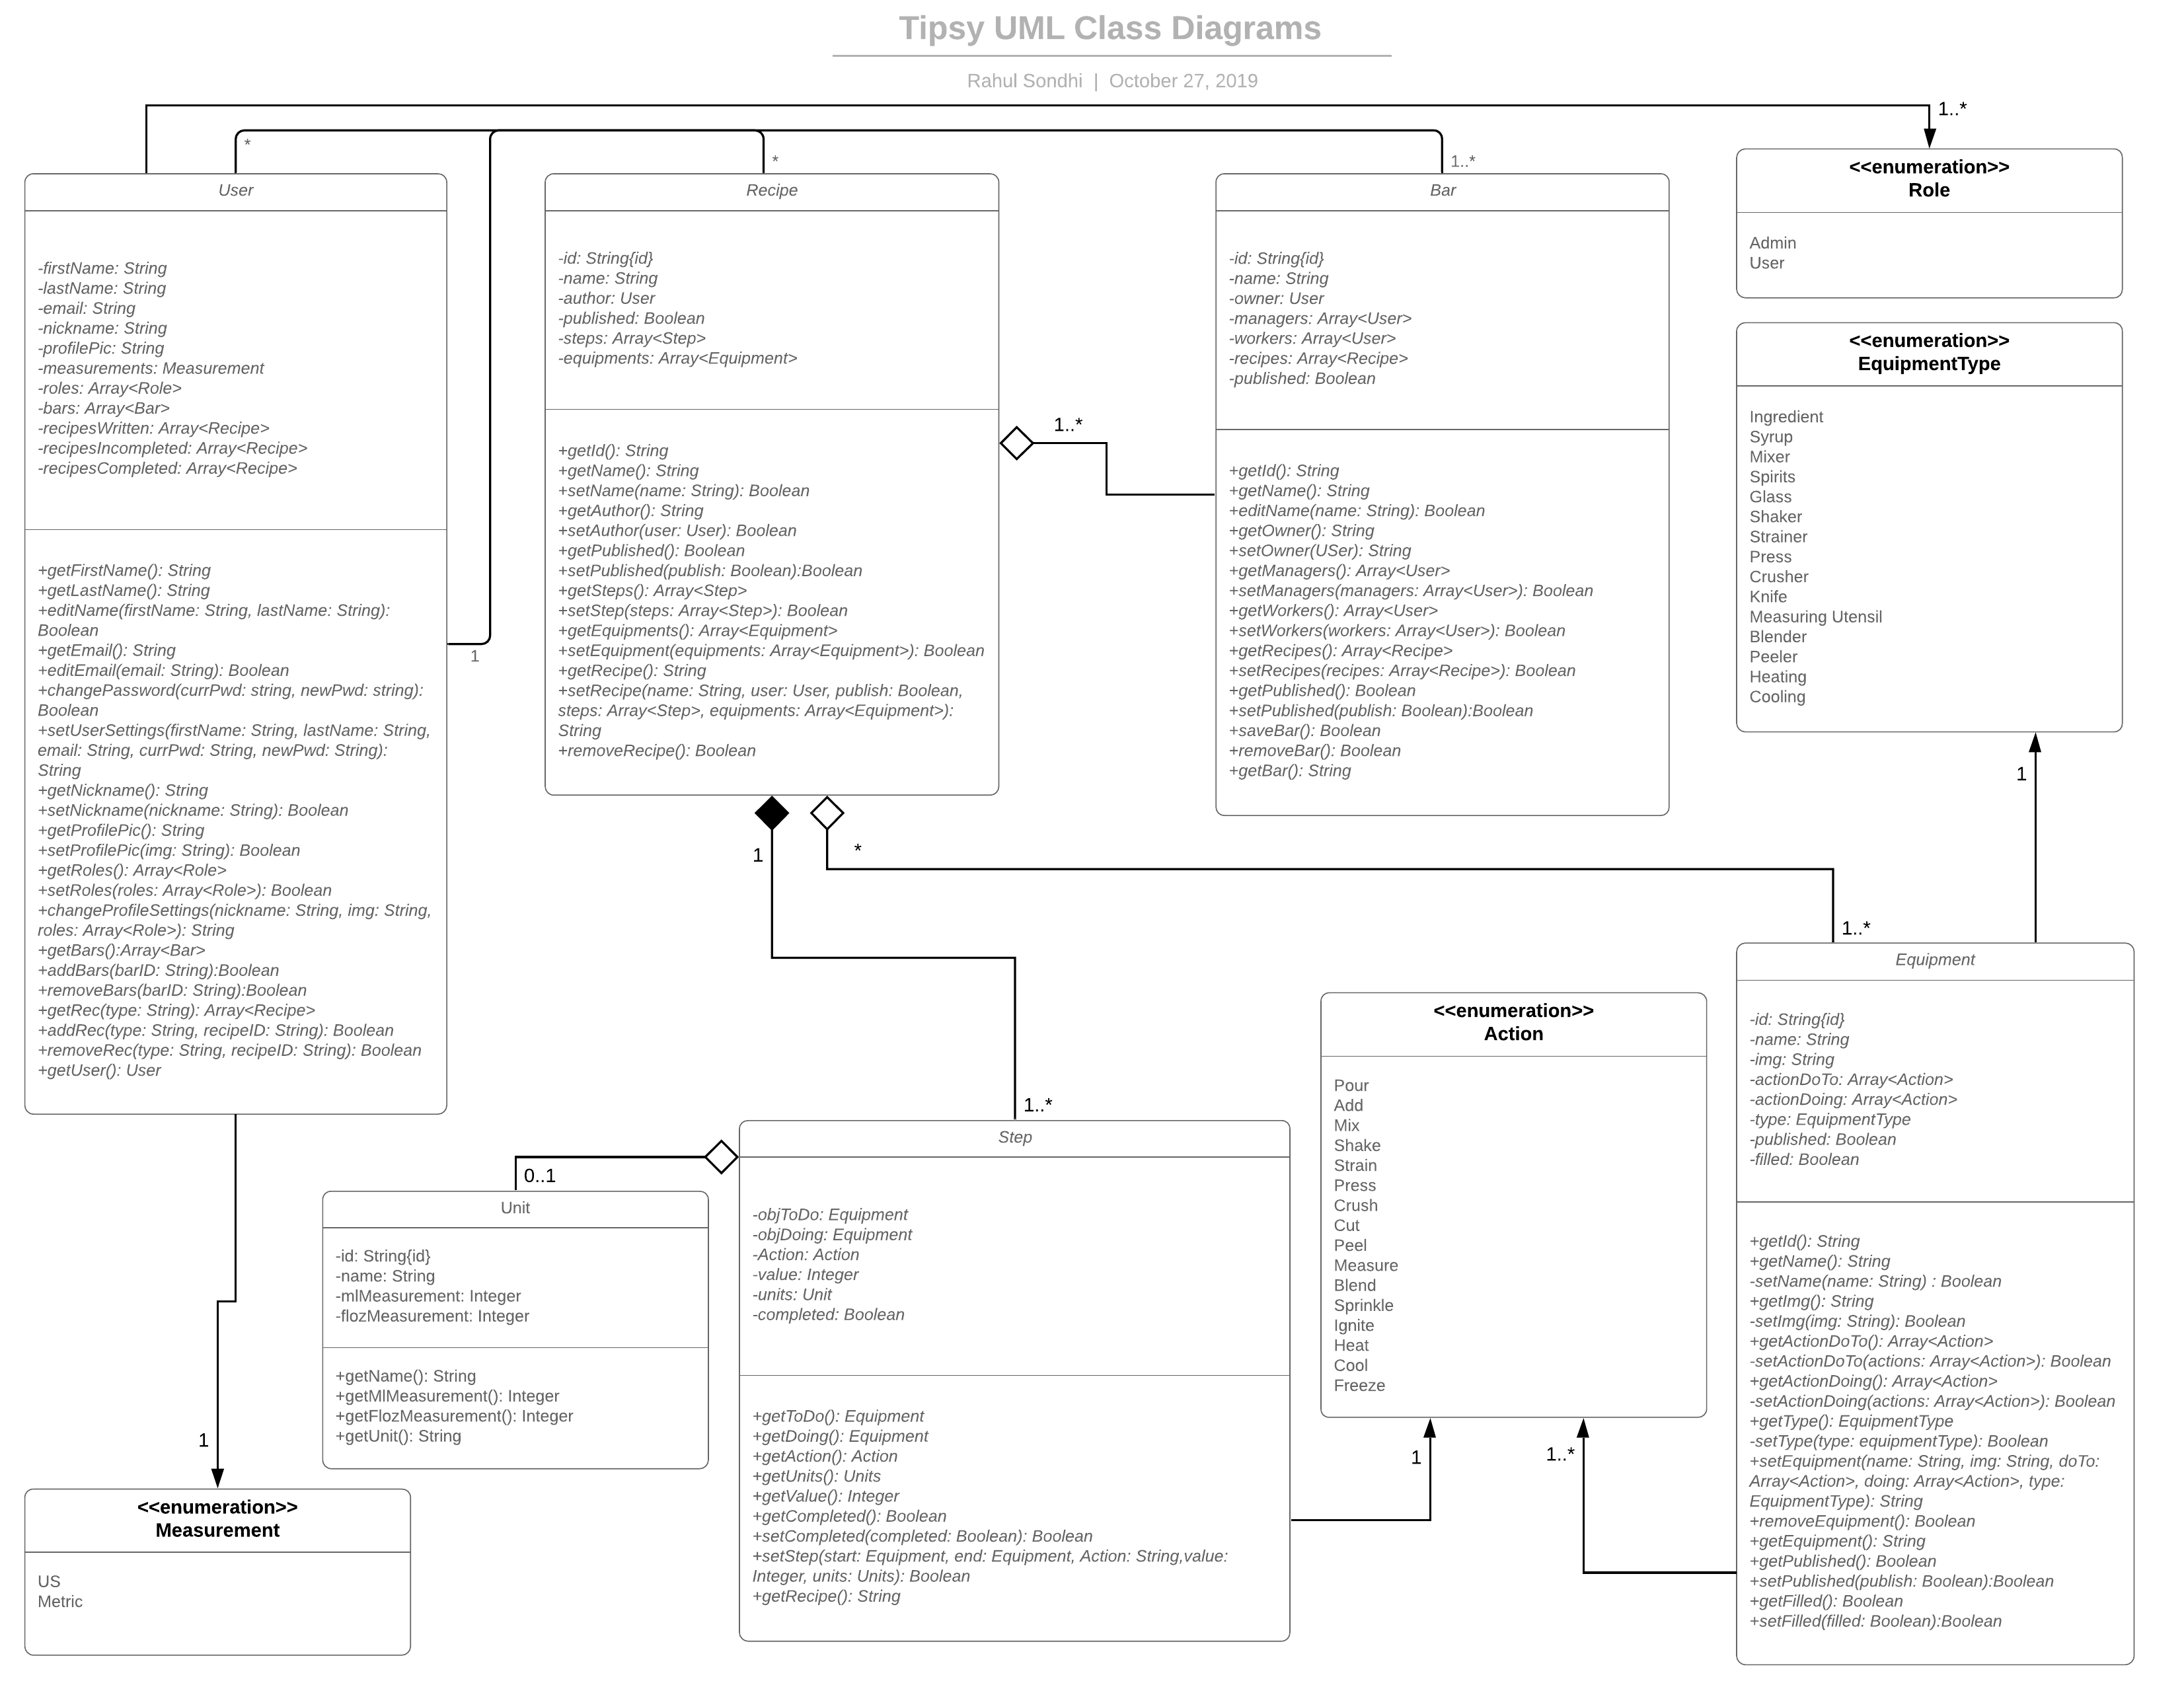 Tipsy UML Class Diagrams
Rahul Sondhi | October 27, 2019
1..*
*
*
1..*
User
-firstName: String
-lastName: String
-email: String
-nickname: String
-profilePic: String
-measurements: Measurement
-roles: Array<Role>
-bars: Array<Bar>
-recipesWritten: Array<Recipe>
-recipesIncompleted: Array<Recipe>
-recipesCompleted: Array<Recipe>
+getFirstName(): String
+getLastName(): String
+editName(firstName: String, lastName: String):
Boolean
+getEmail(): String
+editEmail(email: String): Boolean
+changePassword(currPwd: string, newPwd: string):
Boolean
+setUserSettings(firstName: String, lastName: String,
email: String, currPwd: String, newPwd: String):
String
+getNickname(): String
+setNickname(nickname: String): Boolean
+getProfilePic(): String
+setProfilePic(img: String): Boolean
+getRoles(): Array<Role>
+setRoles(roles: Array<Role>): Boolean
+changeProfileSettings(nickname: String, img: String,
roles: Array<Role>): String
+getBars():Array<Bar>
+addBars(barID: String):Boolean
+removeBars(barID: String):Boolean
+getRec(type: String): Array<Recipe>
+addRec(type: String, recipeID: String): Boolean
+removeRec(type: String, recipeID: String): Boolean
+getUser(): User
1
Recipe
-id: String{id}
-name: String
-author: User
-published: Boolean
-steps: Array<Step>
-equipments: Array<Equipment>
+getId(): String
+getName(): String
+setName(name: String): Boolean
+getAuthor(): String
+setAuthor(user: User): Boolean
+getPublished(): Boolean
+setPublished(publish: Boolean):Boolean
+getSteps(): Array<Step>
+setStep(steps: Array<Step>): Boolean
+getEquipments(): Array<Equipment>
+setEquipment(equipments: Array<Equipment>): Boolean
+getRecipe(): String
+setRecipe(name: String, user: User, publish: Boolean,
steps: Array<Step>, equipments: Array<Equipment>):
String
+removeRecipe(): Boolean
1..*
Bar
-id: String{id}
-name: String
-owner: User
-managers: Array<User>
-workers: Array<User>
-recipes: Array<Recipe>
-published: Boolean
+getId(): String
+getName(): String
+editName(name: String): Boolean
+getOwner(): String
+setOwner(USer): String
+getManagers(): Array<User>
+setManagers(managers: Array<User>): Boolean
+getWorkers(): Array<User>
+setWorkers(workers: Array<User>): Boolean
+getRecipes(): Array<Recipe>
+setRecipes(recipes: Array<Recipe>): Boolean
+getPublished(): Boolean
+setPublished(publish: Boolean):Boolean
+saveBar(): Boolean
+removeBar(): Boolean
+getBar(): String
<<enumeration>>
Role
Admin
User
<<enumeration>>
EquipmentType
Ingredient
Syrup
Mixer
Spirits
Glass
Shaker
Strainer
Press
Crusher
Knife
Measuring Utensil
Blender
Peeler
Heating
Cooling
1
1
*
1..*
1..*
Equipment
-id: String{id}
-name: String
-img: String
-actionDoTo: Array<Action>
-actionDoing: Array<Action>
-type: EquipmentType
-published: Boolean
-filled: Boolean
+getId(): String
+getName(): String
-setName(name: String) : Boolean
+getImg(): String
-setImg(img: String): Boolean
+getActionDoTo(): Array<Action>
-setActionDoTo(actions: Array<Action>): Boolean
+getActionDoing(): Array<Action>
-setActionDoing(actions: Array<Action>): Boolean
+getType(): EquipmentType
-setType(type: equipmentType): Boolean
+setEquipment(name: String, img: String, doTo:
Array<Action>, doing: Array<Action>, type:
EquipmentType): String
+removeEquipment(): Boolean
+getEquipment(): String
+getPublished(): Boolean
+setPublished(publish: Boolean):Boolean
+getFilled(): Boolean
+setFilled(filled: Boolean):Boolean
<<enumeration>>
Action
Pour
Add
Mix
Shake
Strain
Press
Crush
Cut
Peel
Measure
Blend
Sprinkle
Ignite
Heat
Cool
Freeze
1
1..*
Step
-objToDo: Equipment
-objDoing: Equipment
-Action: Action
-value: Integer
-units: Unit
-completed: Boolean
+getToDo(): Equipment
+getDoing(): Equipment
+getAction(): Action
+getUnits(): Units
+getValue(): Integer
+getCompleted(): Boolean
+setCompleted(completed: Boolean): Boolean
+setStep(start: Equipment, end: Equipment, Action: String,value:
Integer, units: Units): Boolean
+getRecipe(): String
0..1
Unit
-id: String{id}
-name: String
-mlMeasurement: Integer
-flozMeasurement: Integer
+getName(): String
+getMlMeasurement(): Integer
+getFlozMeasurement(): Integer
+getUnit(): String
1
<<enumeration>>
Measurement
US
Metric